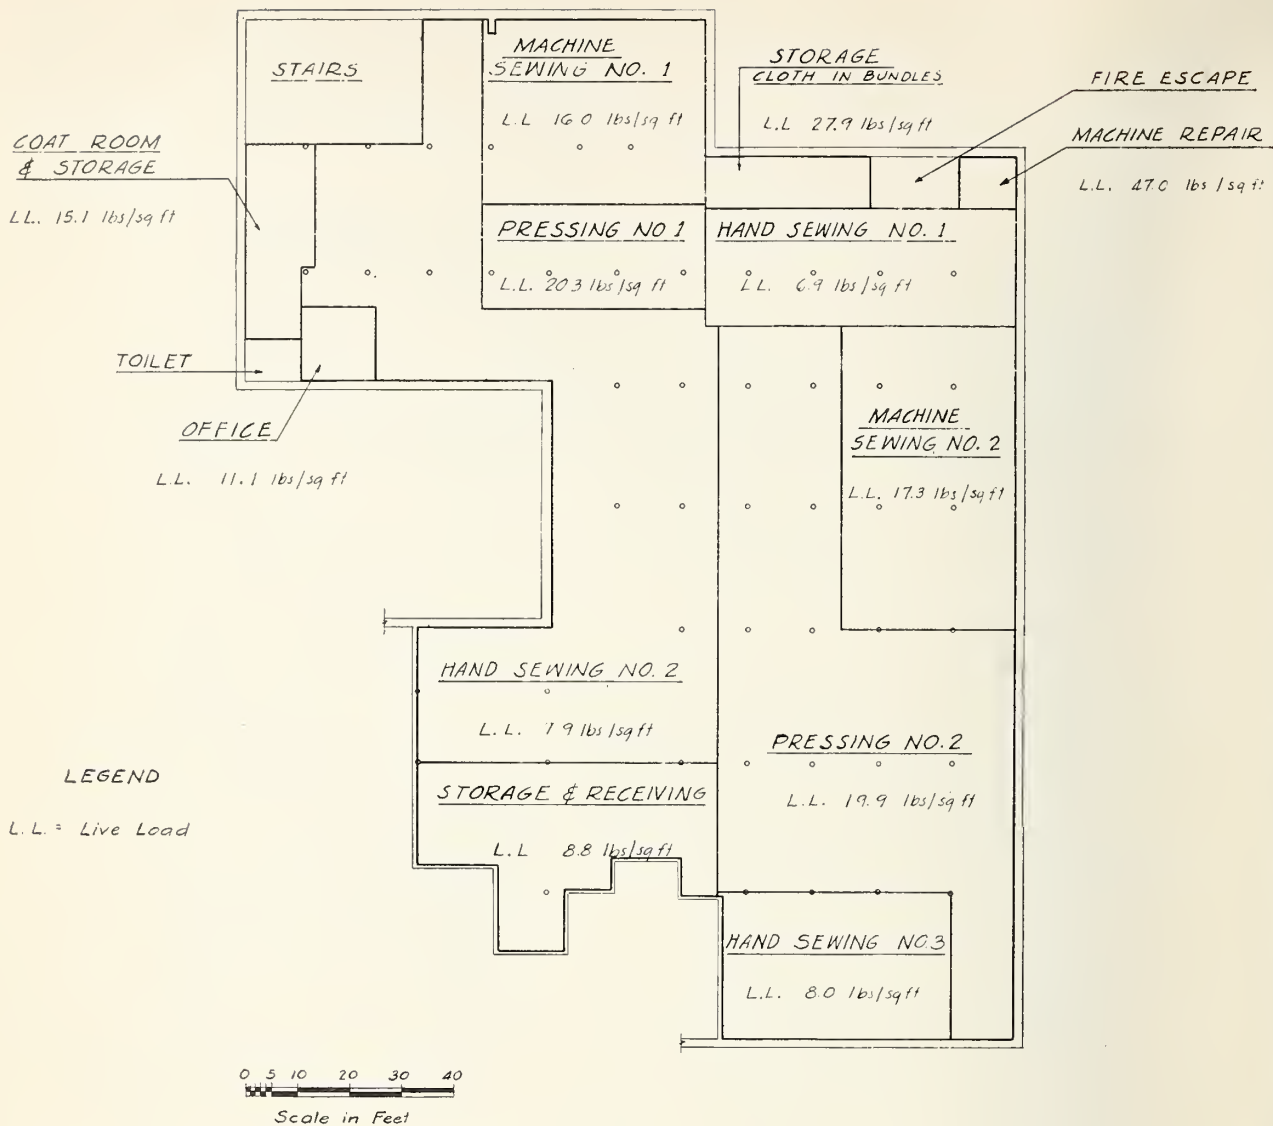 STAIRS
MACHINE
SEWING NO. 1
L.L 16.0 lbs/sq ft
STORAGE
CLOTH IN BUNDLES
L.L 27.9 lbs/sq ft
FIRE ESCAPE
MACHINE REPAIR
L.L. 47.0 lbs/sq ft
COAT ROOM
& STORAGE
L.L. 15.1 lbs/sq ft
PRESSING NO 1
L.L. 20.3 lbs/sq ft
HAND SEWING NO. 1
L.L. 6.9 lbs/sq ft
TOILET
OFFICE
L.L. 11.1 lbs/sq ft
MACHINE
SEWING NO. 2
L.L. 17.3 lbs/sq ft
HAND SEWING NO. 2
L.L. 7.9 lbs/sq ft
PRESSING NO. 2
L.L. 19.9 lbs/sq ft
STORAGE & RECEIVING
L.L 8.8 lbs/sq ft
HAND SEWING NO.3
L.L. 8.0 lbs/sq ft
LEGEND
L.L. = Live Load
0 5 10 20 30 40
Scale in Feet